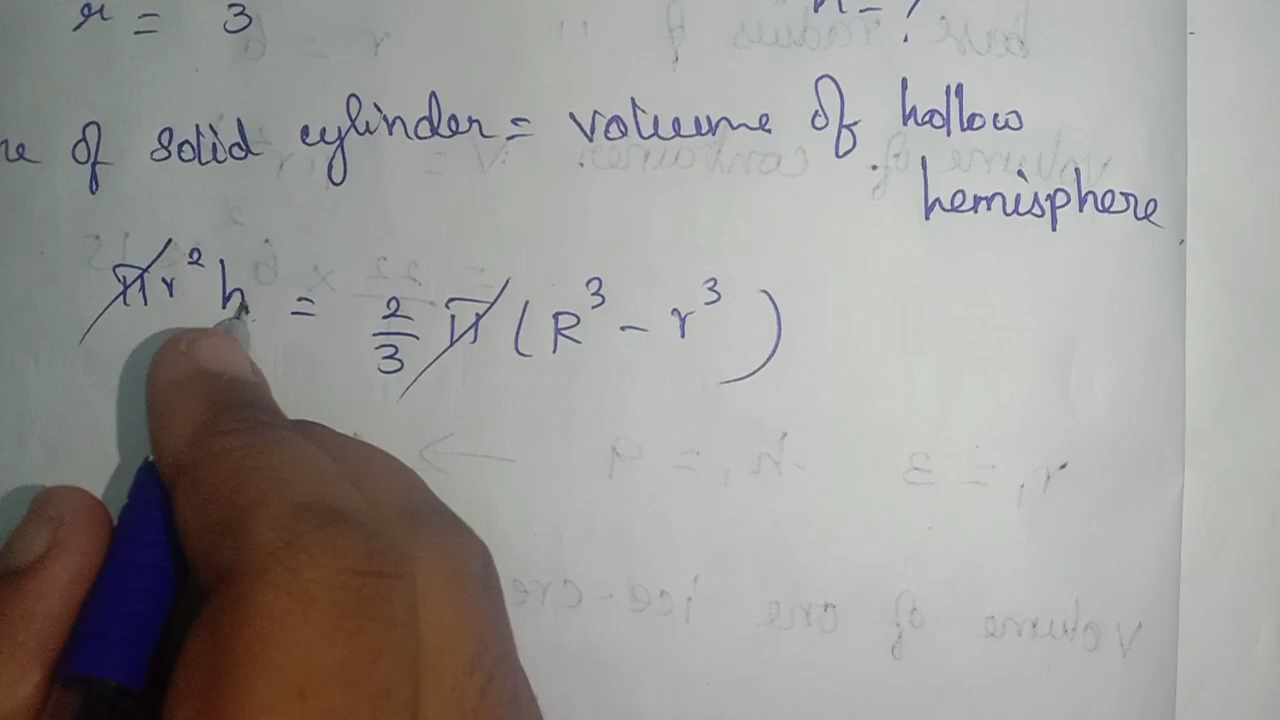 r = 3 h = ?
of solid cylinder = volume of hollow
hemisphere
πr²h = 2/3 π (R³ - r³)